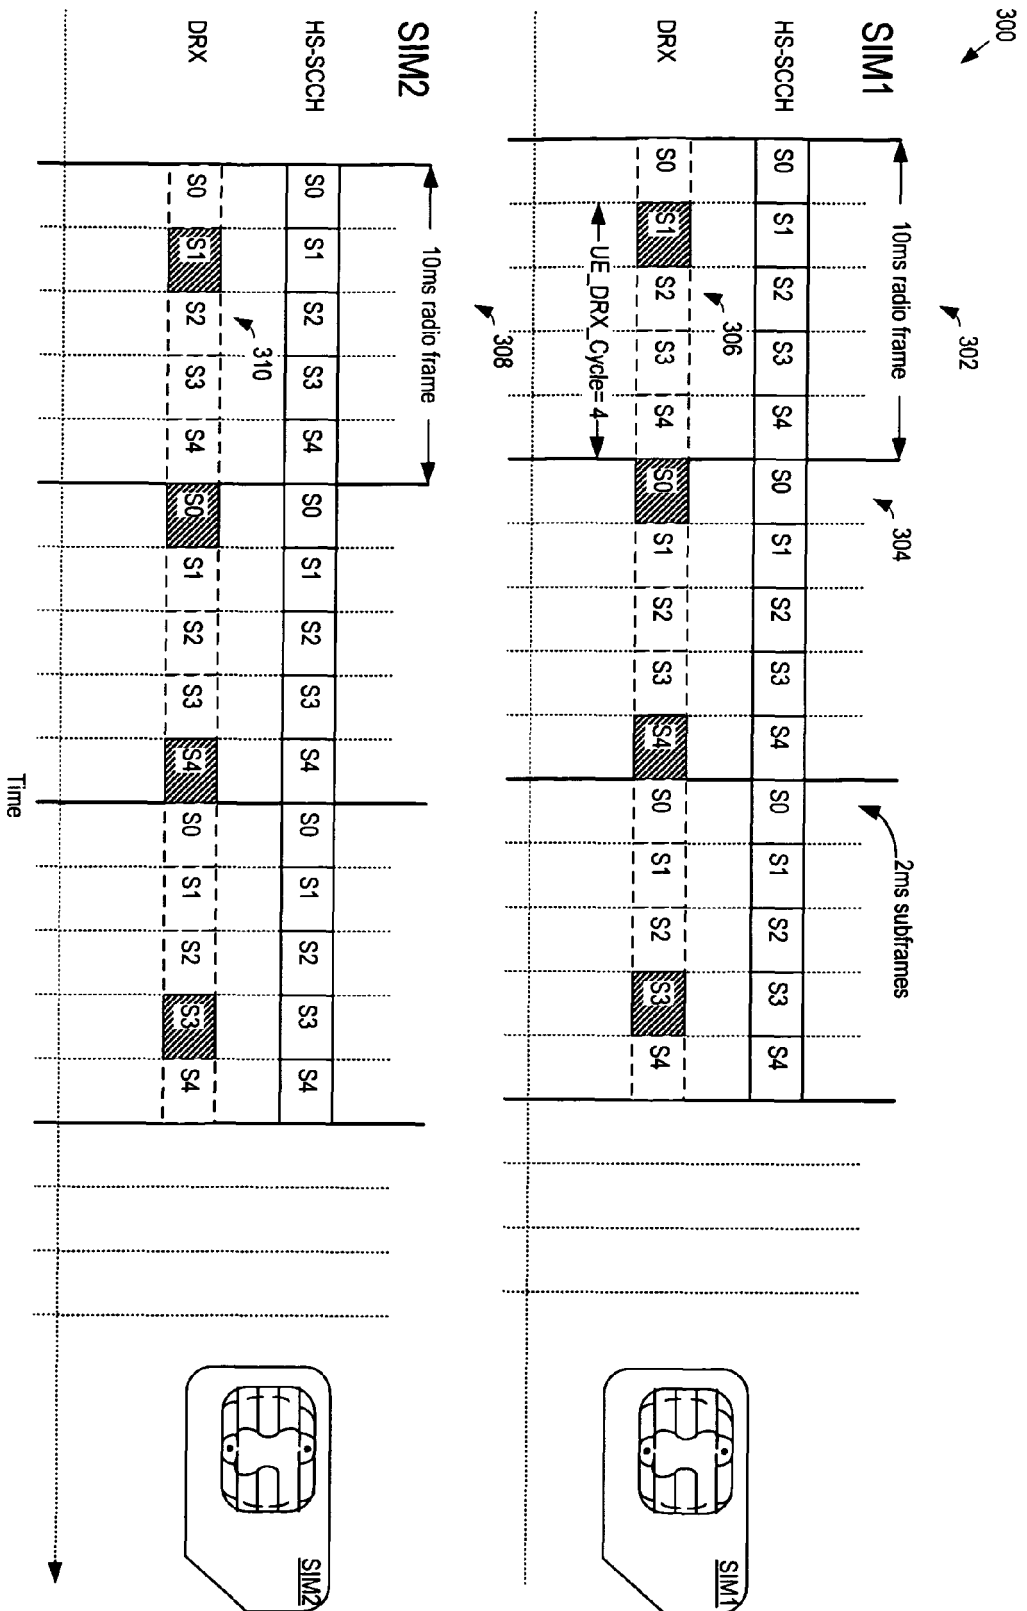 300
302
304
SIM1
10ms radio frame
2ms subframes
HS-SCCH S0 S1 S2 S3 S4 S0 S1 S2 S3 S4 S0 S1 S2 S3 S4
306
DRX S0 S1 S2 S3 S4 S0 S1 S2 S3 S4 S0 S1 S2 S3 S4
UE_DRX_Cycle=4
SIM1
308
SIM2
10ms radio frame
HS-SCCH S0 S1 S2 S3 S4 S0 S1 S2 S3 S4 S0 S1 S2 S3 S4
310
DRX S0 S1 S2 S3 S4 S0 S1 S2 S3 S4 S0 S1 S2 S3 S4
SIM2
Time